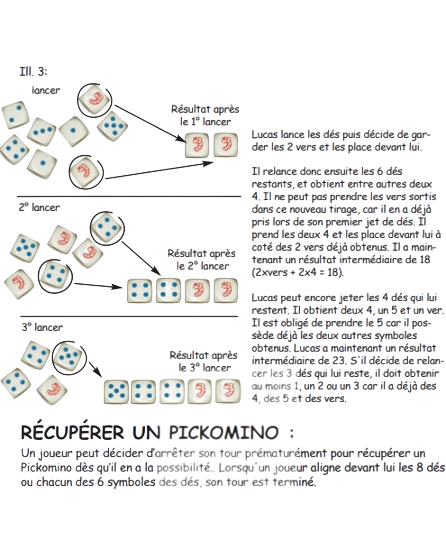 Ill. 3:
lancer
Résultat après
le 1° lancer
Lucas lance les dés puis décide de gar-
der les 2 vers et les place devant lui.
Il relance donc ensuite les 6 dés
restants, et obtient entre autres deux
4. Il ne peut pas prendre les vers sortis
dans ce nouveau tirage, car il en a déjà
pris lors de son premier jet de dés. Il
prend les deux 4 et les place devant lui à
coté des 2 vers déjà obtenus. Il a main-
tenant un résultat intermédiaire de 18
(2xvers + 2x4 = 18).
2° lancer
Résultat après
le 2° lancer
Lucas peut encore jeter les 4 dés qui lui
restent. Il obtient deux 4, un 5 et un ver.
Il est obligé de prendre le 5 car il pos-
sède déjà les deux autres symboles
obtenus. Lucas a maintenant un résultat
intermédiaire de 23. S'il décide de relan-
cer les 3 dés qui lui reste, il doit obtenir
au moins 1, un 2 ou un 3 car il a déjà des
4, des 5 et des vers.
3° lancer
Résultat après
le 3° lancer
RÉCUPÉRER UN PICKOMINO :
Un joueur peut décider d'arrêter son tour prématurément pour récupérer un
Pickomino dès qu'il en a la possibilité.. Lorsqu'un joueur aligne devant lui les 8 dés
ou chacun des 6 symboles des dés, son tour est terminé.